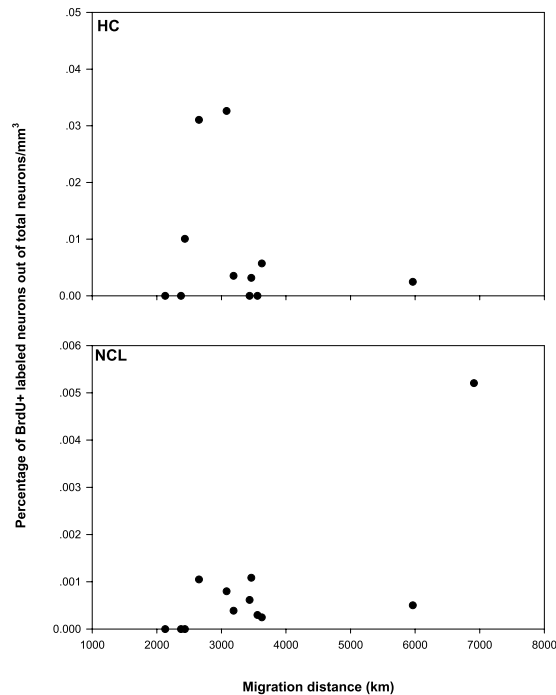 Percentage of BrdU+ labeled neurons out of total neurons/mm³
HC
.05
.04
.03
.02
.01
0.00
NCL
.006
.005
.004
.003
.002
.001
0.000
1000 2000 3000 4000 5000 6000 7000 8000
Migration distance (km)